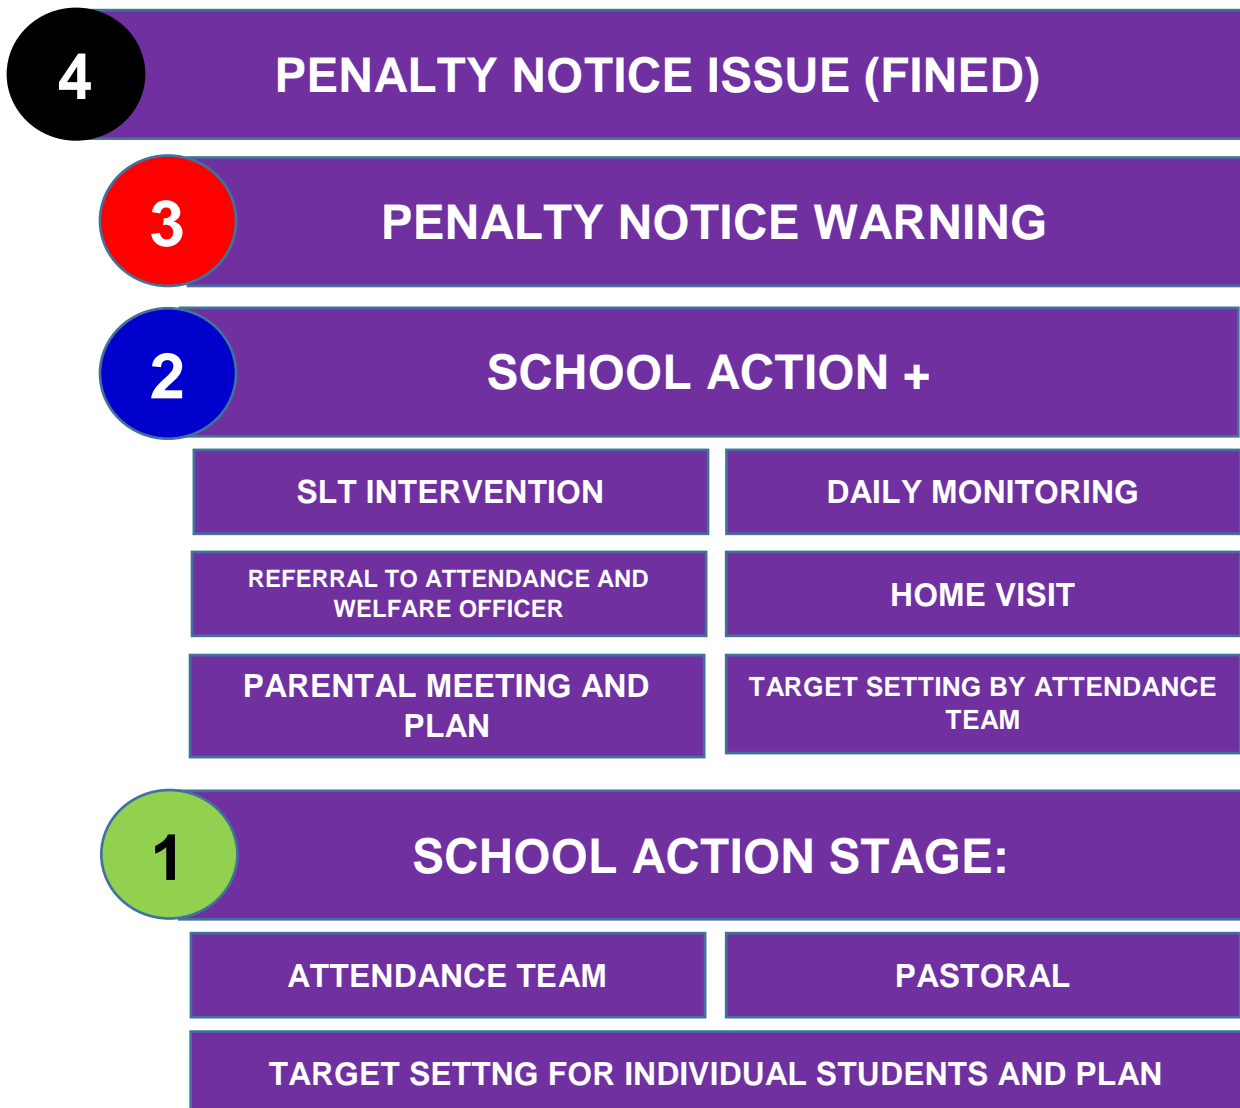 4
PENALTY NOTICE ISSUE (FINED)
3
PENALTY NOTICE WARNING
2
SCHOOL ACTION +
SLT INTERVENTION
DAILY MONITORING
REFERRAL TO ATTENDANCE AND
WELFARE OFFICER
HOME VISIT
PARENTAL MEETING AND
PLAN
TARGET SETTING BY ATTENDANCE
TEAM
1
SCHOOL ACTION STAGE:
ATTENDANCE TEAM
PASTORAL
TARGET SETTNG FOR INDIVIDUAL STUDENTS AND PLAN